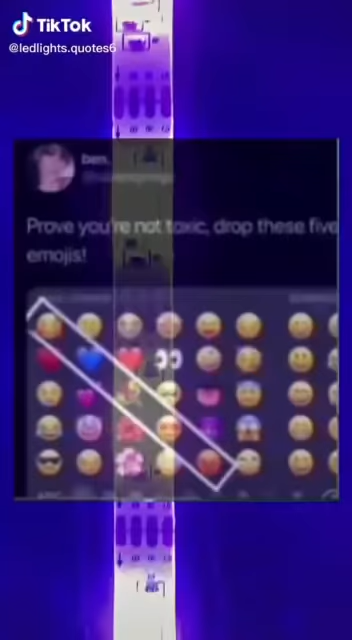 TikTok
@ledlights.quotes6
ben.
Prove you're not toxic, drop these five
emojis!